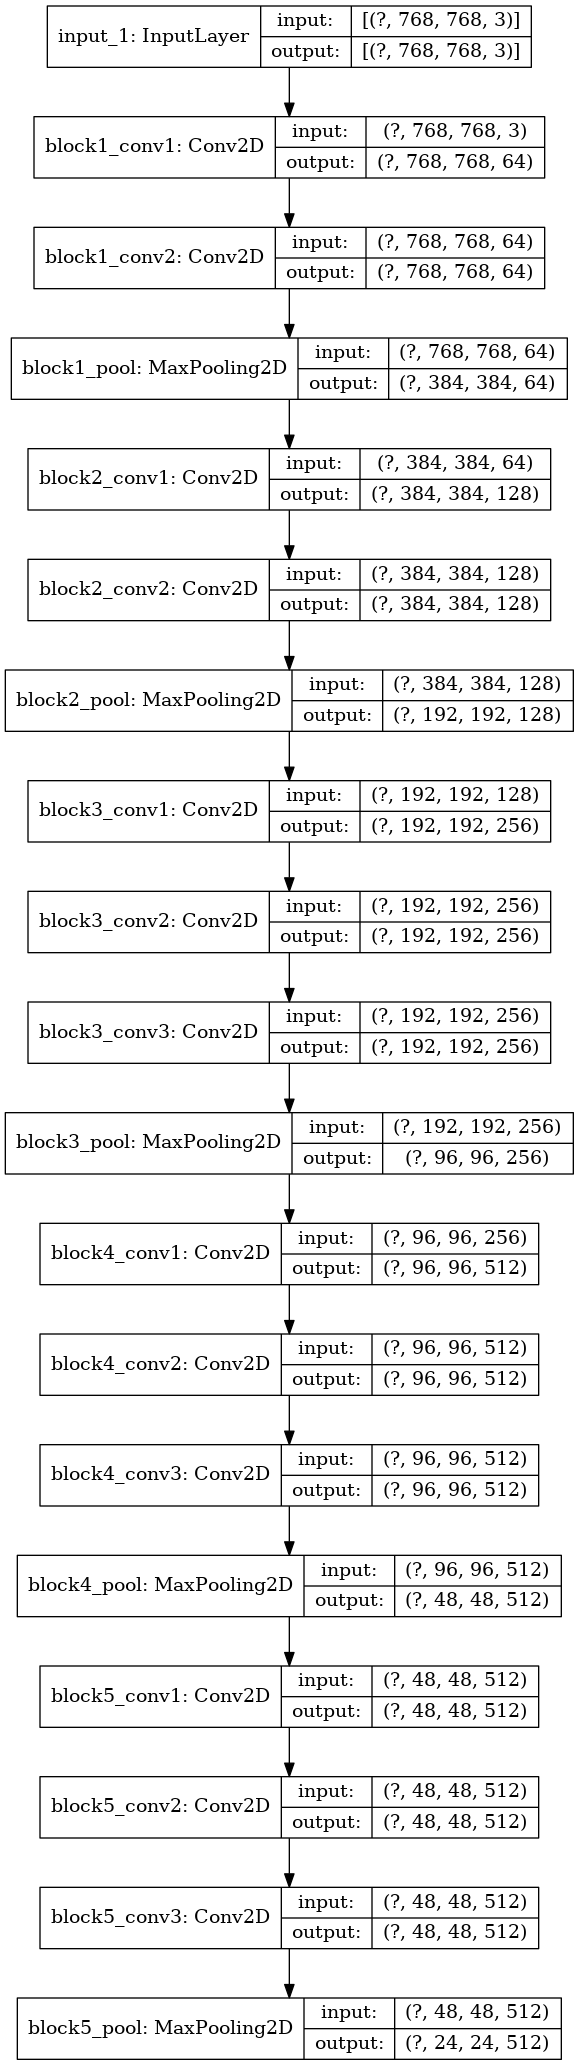 input_1: InputLayer
input:
[(?, 768, 768, 3)]
output:
[(?, 768, 768, 3)]
block1_conv1: Conv2D
input:
(?, 768, 768, 3)
output:
(?, 768, 768, 64)
block1_conv2: Conv2D
input:
(?, 768, 768, 64)
output:
(?, 768, 768, 64)
block1_pool: MaxPooling2D
input:
(?, 768, 768, 64)
output:
(?, 384, 384, 64)
block2_conv1: Conv2D
input:
(?, 384, 384, 64)
output:
(?, 384, 384, 128)
block2_conv2: Conv2D
input:
(?, 384, 384, 128)
output:
(?, 384, 384, 128)
block2_pool: MaxPooling2D
input:
(?, 384, 384, 128)
output:
(?, 192, 192, 128)
block3_conv1: Conv2D
input:
(?, 192, 192, 128)
output:
(?, 192, 192, 256)
block3_conv2: Conv2D
input:
(?, 192, 192, 256)
output:
(?, 192, 192, 256)
block3_conv3: Conv2D
input:
(?, 192, 192, 256)
output:
(?, 192, 192, 256)
block3_pool: MaxPooling2D
input:
(?, 192, 192, 256)
output:
(?, 96, 96, 256)
block4_conv1: Conv2D
input:
(?, 96, 96, 256)
output:
(?, 96, 96, 512)
block4_conv2: Conv2D
input:
(?, 96, 96, 512)
output:
(?, 96, 96, 512)
block4_conv3: Conv2D
input:
(?, 96, 96, 512)
output:
(?, 96, 96, 512)
block4_pool: MaxPooling2D
input:
(?, 96, 96, 512)
output:
(?, 48, 48, 512)
block5_conv1: Conv2D
input:
(?, 48, 48, 512)
output:
(?, 48, 48, 512)
block5_conv2: Conv2D
input:
(?, 48, 48, 512)
output:
(?, 48, 48, 512)
block5_conv3: Conv2D
input:
(?, 48, 48, 512)
output:
(?, 48, 48, 512)
block5_pool: MaxPooling2D
input:
(?, 48, 48, 512)
output:
(?, 24, 24, 512)